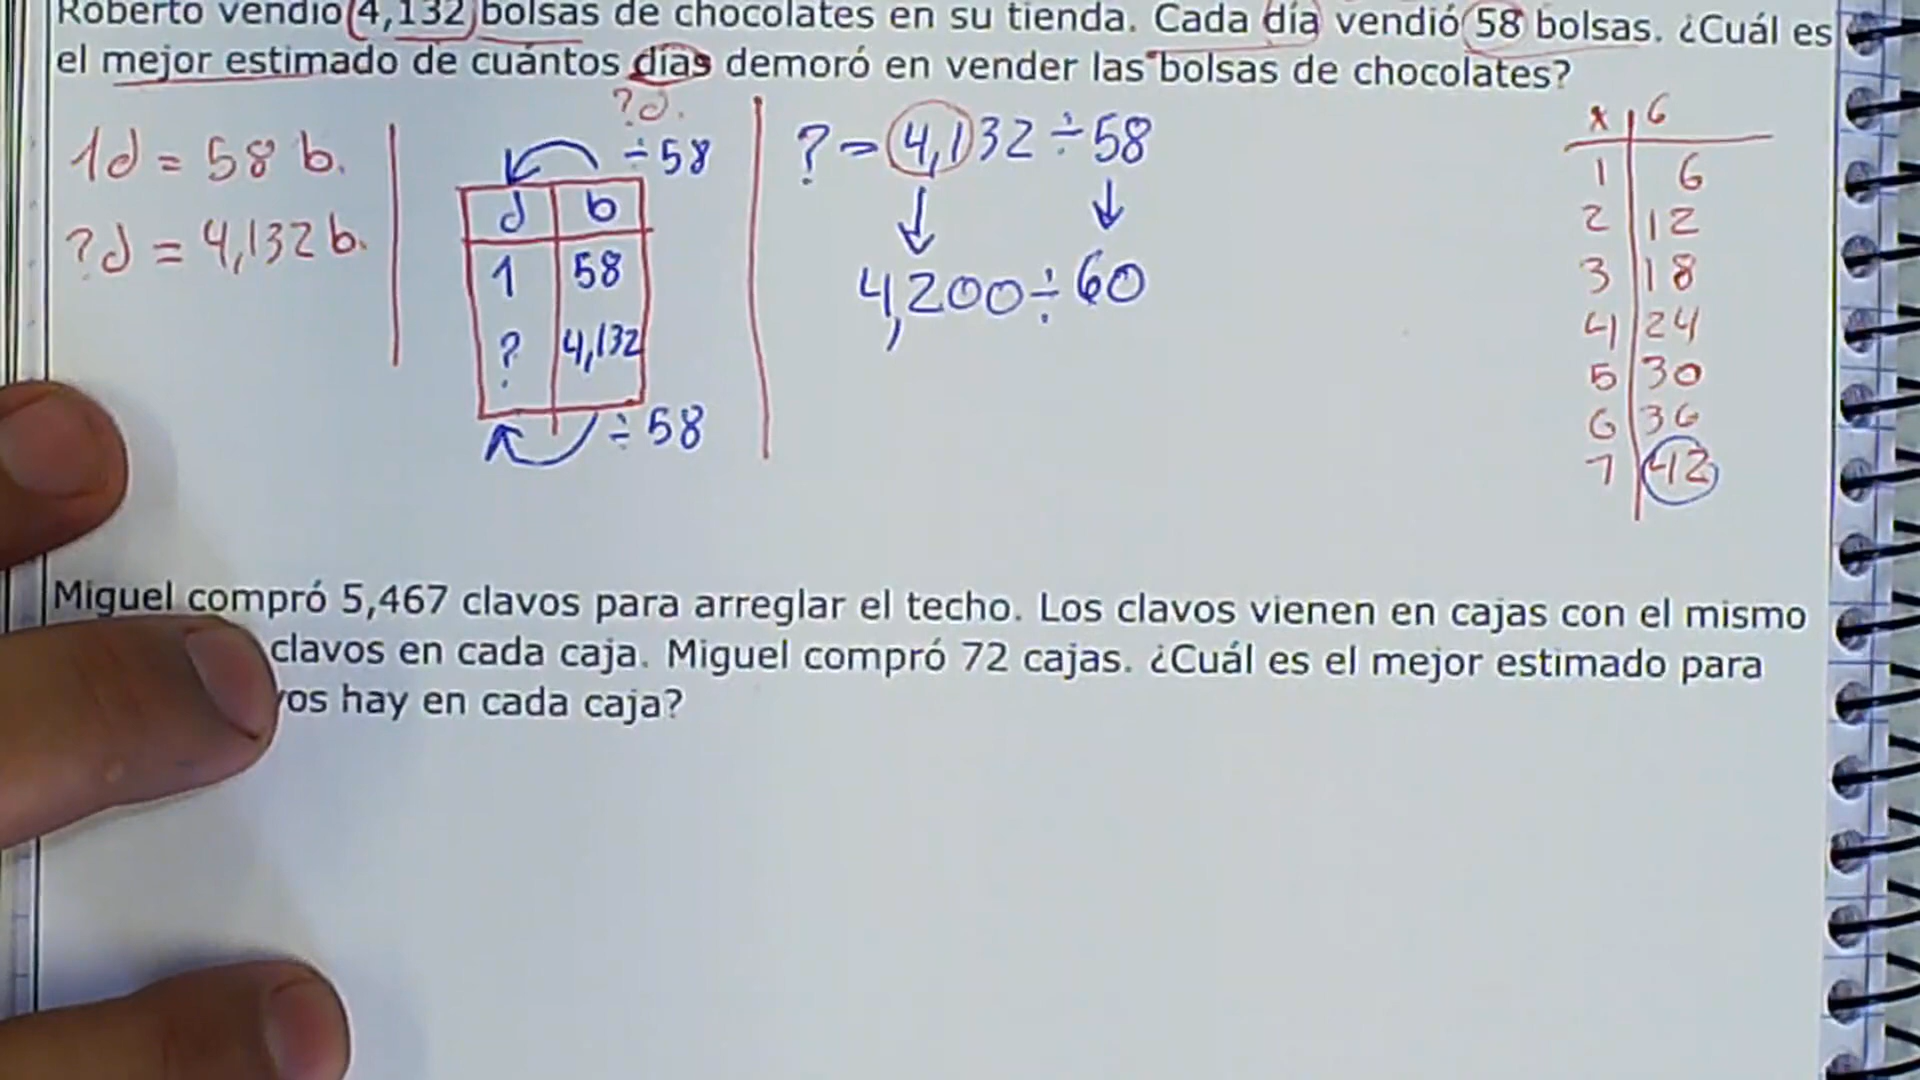 Roberto vendió 4,132 bolsas de chocolates en su tienda. Cada día vendió 58 bolsas. ¿Cuál es
el mejor estimado de cuántos días demoró en vender las bolsas de chocolates?
?d.
1d = 58 b.
?d = 4,132 b.
÷58
d b
1 58
? 4,132
÷58
? = 4,132 ÷ 58
4,200 ÷ 60
x 6
1 6
2 12
3 18
4 24
5 30
6 36
7 42
Miguel compró 5,467 clavos para arreglar el techo. Los clavos vienen en cajas con el mismo
clavos en cada caja. Miguel compró 72 cajas. ¿Cuál es el mejor estimado para
hay en cada caja?